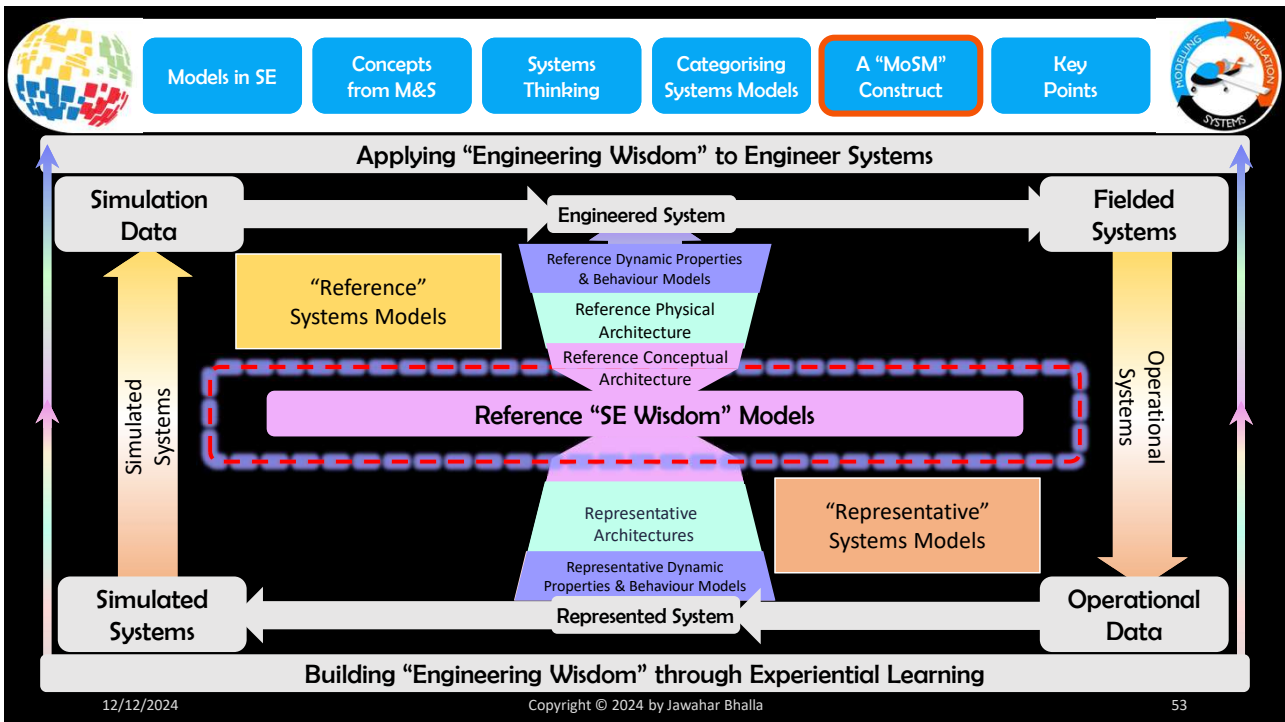 Models in SE
Concepts
from M&S
Systems
Thinking
Categorising
Systems Models
A “MoSM”
Construct
Key
Points
MODELLING
SIMULATION
SYSTEMS
Applying “Engineering Wisdom” to Engineer Systems
Simulation
Data
Engineered System
Fielded
Systems
Reference Dynamic Properties
& Behaviour Models
“Reference”
Systems Models
Reference Physical
Architecture
Reference Conceptual
Architecture
Simulated
Systems
Operational
Systems
Reference “SE Wisdom” Models
Representative
Architectures
“Representative”
Systems Models
Representative Dynamic
Properties & Behaviour Models
Simulated
Systems
Represented System
Operational
Data
Building “Engineering Wisdom” through Experiential Learning
12/12/2024
Copyright © 2024 by Jawahar Bhalla
53